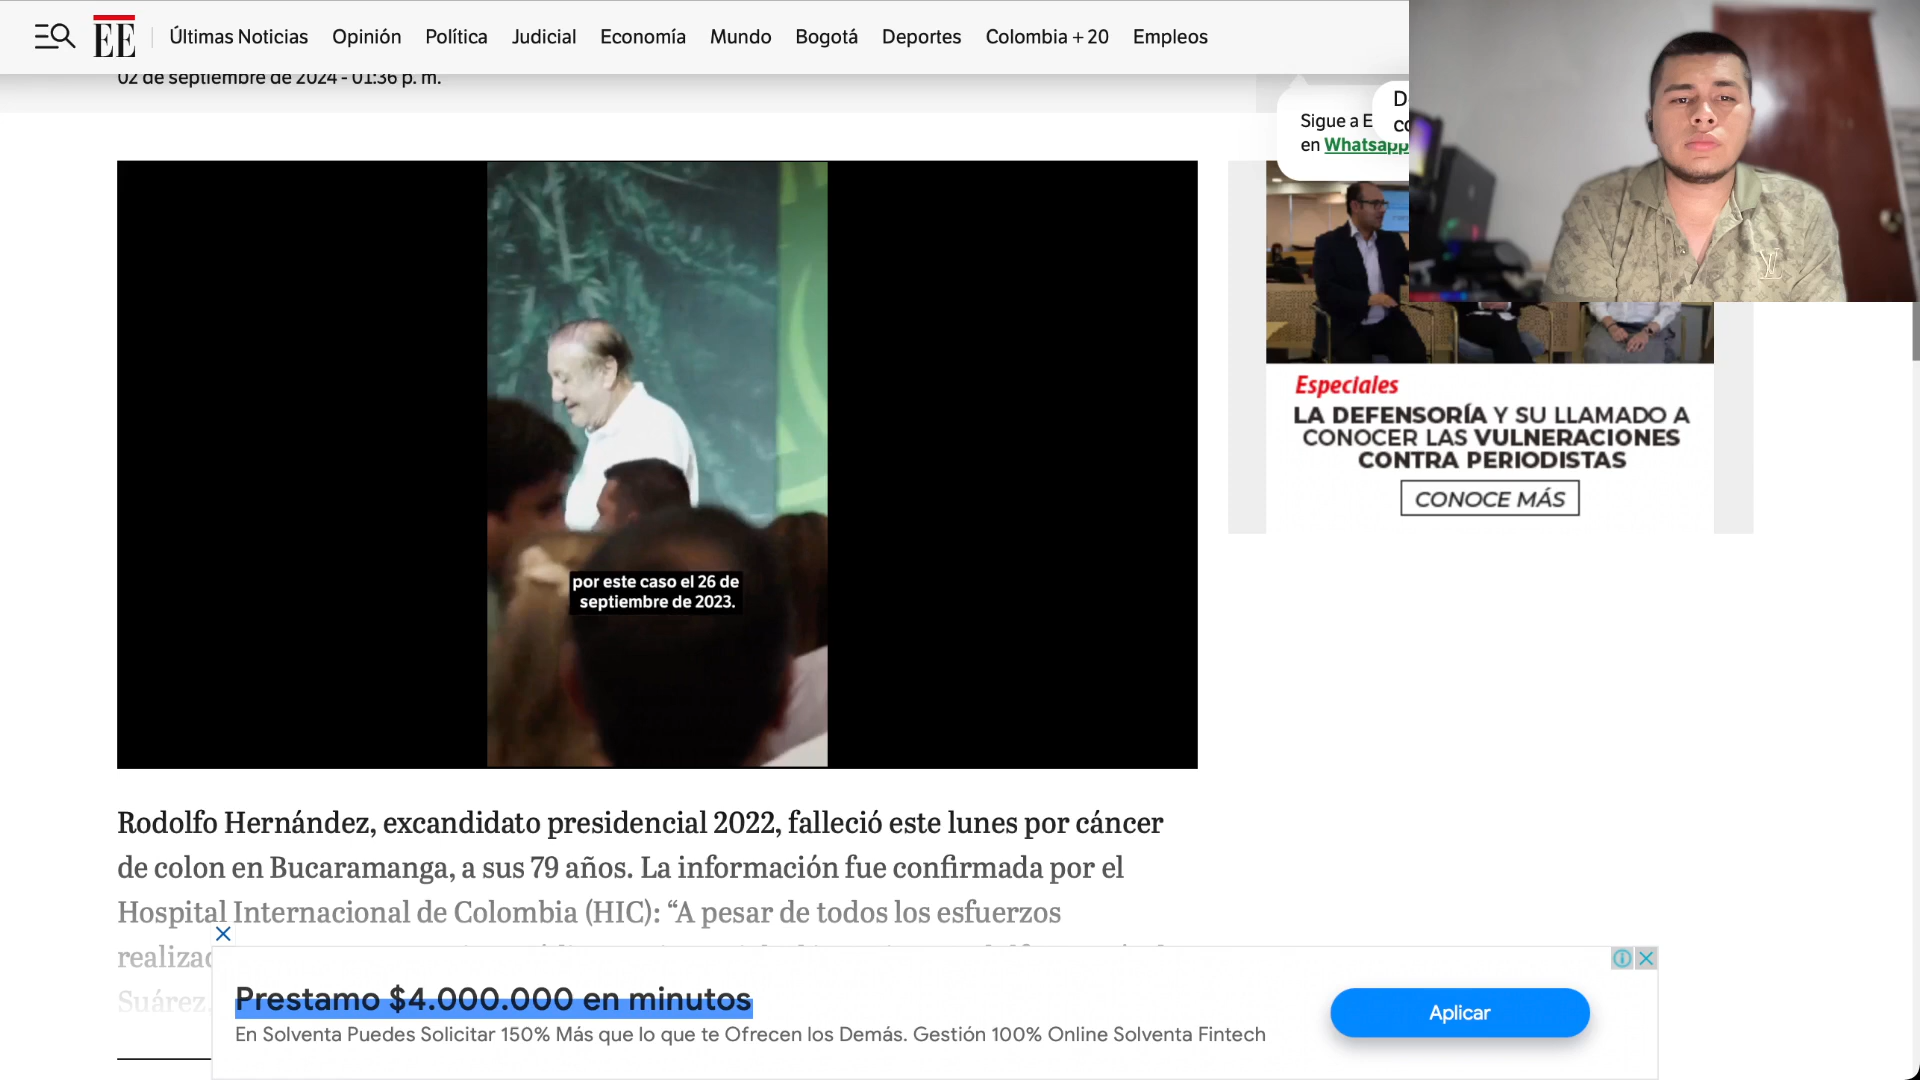 EE
Últimas Noticias Opinión Política Judicial Economía Mundo Bogotá Deportes Colombia + 20 Empleos
02 de septiembre de 2024 - 01:36 p. m.
Sigue a E
en Whatsapp
D
co
por este caso el 26 de
septiembre de 2023.
Especiales
LA DEFENSORÍA Y SU LLAMADO A
CONOCER LAS VULNERACIONES
CONTRA PERIODISTAS
CONOCE MÁS
Rodolfo Hernández, excandidato presidencial 2022, falleció este lunes por cáncer
de colon en Bucaramanga, a sus 79 años. La información fue confirmada por el
Hospital Internacional de Colombia (HIC): “A pesar de todos los esfuerzos
realizad
Suárez.
Prestamo $4.000.000 en minutos
En Solventa Puedes Solicitar 150% Más que lo que te Ofrecen los Demás. Gestión 100% Online Solventa Fintech
Aplicar